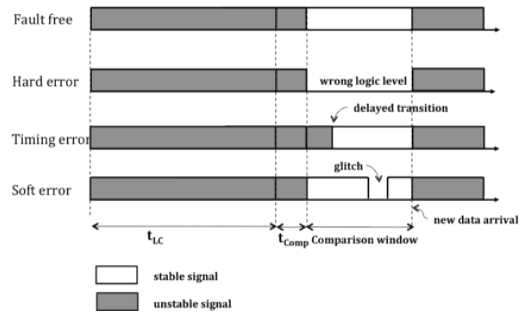 Fault free
Hard error
wrong logic level
delayed transition
Timing error
glitch
Soft error
new data arrival
tLC
tComp Comparison window
stable signal
unstable signal